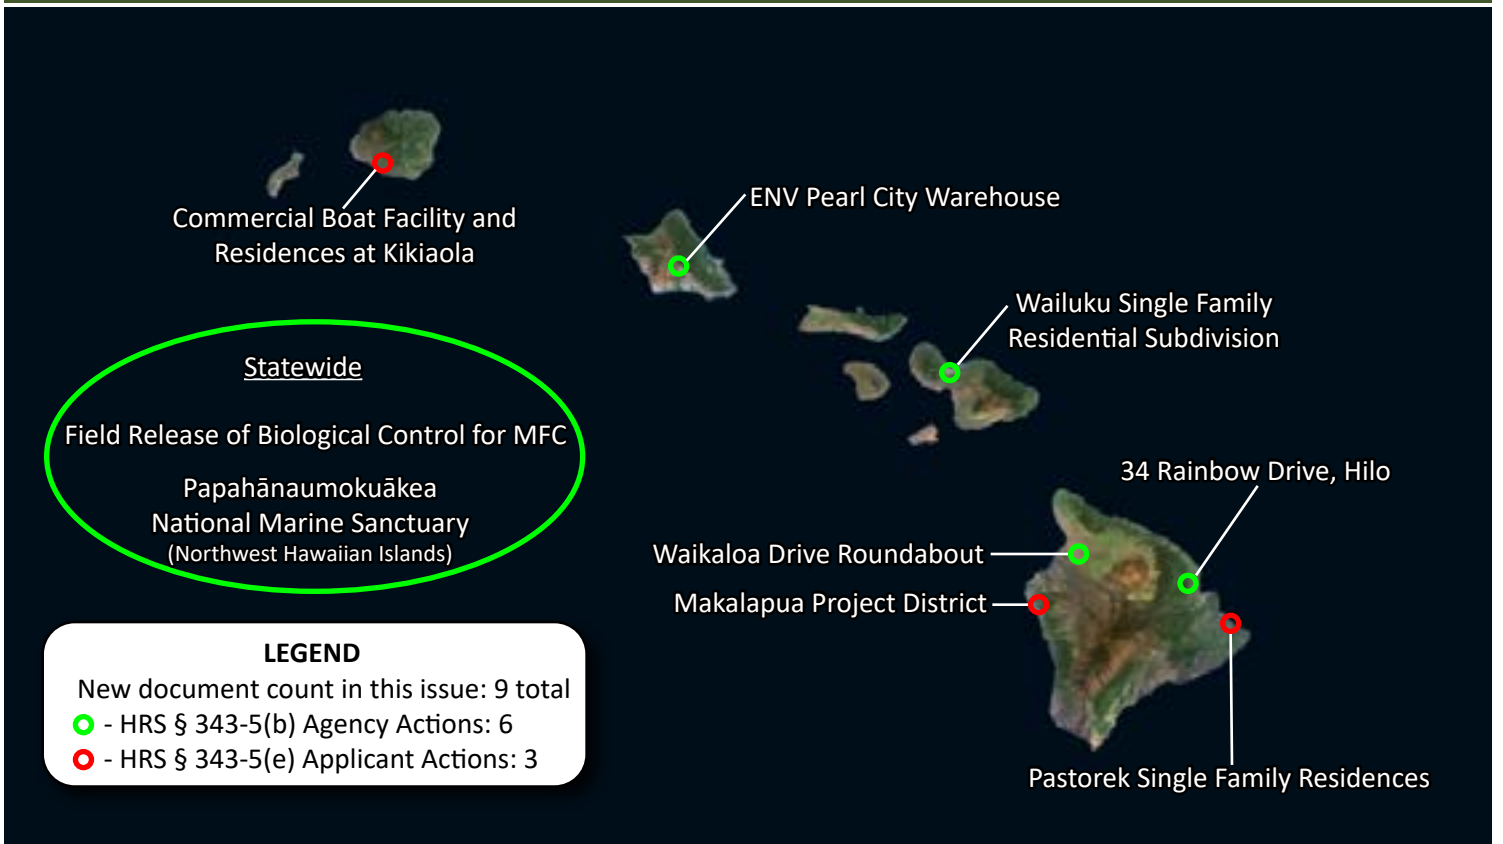 Commercial Boat Facility and
Residences at Kikiaola
ENV Pearl City Warehouse
Wailuku Single Family
Residential Subdivision
Statewide
Field Release of Biological Control for MFC
Papahānaumokuākea
National Marine Sanctuary
(Northwest Hawaiian Islands)
34 Rainbow Drive, Hilo
Waikaloa Drive Roundabout
Makalapua Project District
Pastorek Single Family Residences
LEGEND
New document count in this issue: 9 total
- HRS § 343-5(b) Agency Actions: 6
- HRS § 343-5(e) Applicant Actions: 3